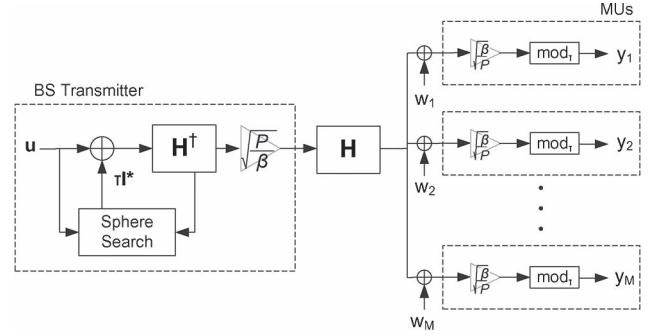 MUs
BS Transmitter
u
τl*
H†
√P/β
Sphere
Search
H
w1
√β/P
modτ
y1
w2
√β/P
modτ
y2
wM
√β/P
modτ
yM